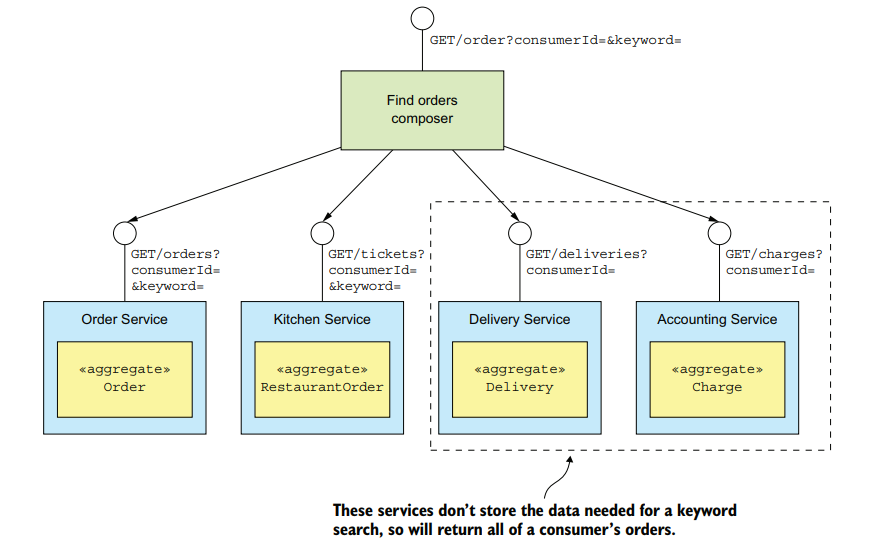 GET/order?consumerId=&keyword=
Find orders
composer
GET/orders?
consumerId=
&keyword=
GET/tickets?
consumerId=
&keyword=
GET/deliveries?
consumerId=
GET/charges?
consumerId=
Order Service
«aggregate»
Order
Kitchen Service
«aggregate»
RestaurantOrder
Delivery Service
«aggregate»
Delivery
Accounting Service
«aggregate»
Charge
These services don’t store the data needed for a keyword
search, so will return all of a consumer’s orders.